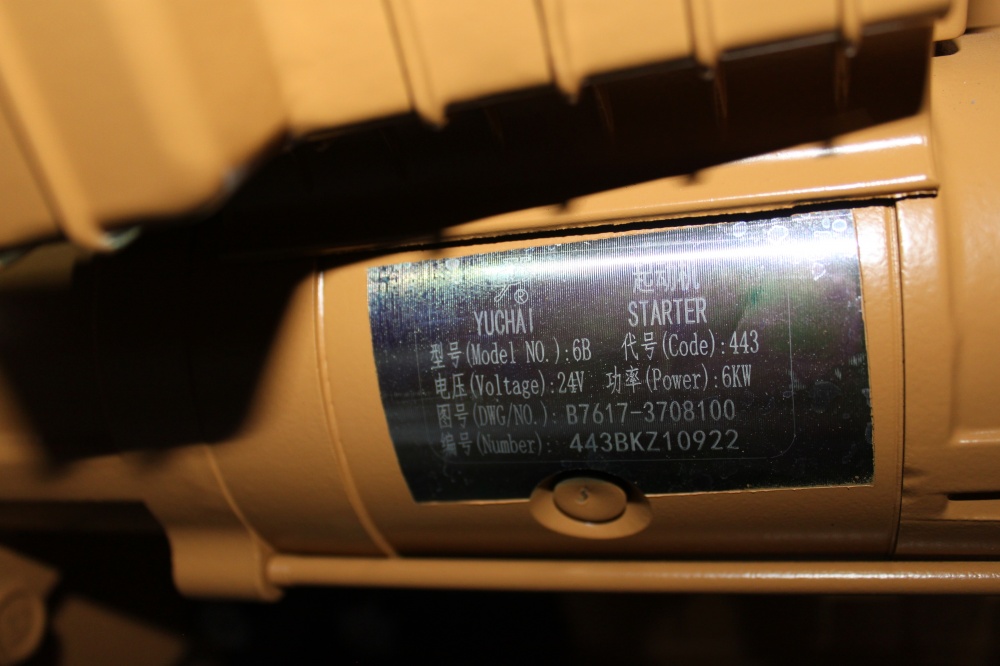 ® 起动机
YUCHAI STARTER
型号(Model NO.):6B 代号(Code):443
电压(Voltage):24V 功率(Power):6KW
图号(DWG/NO.): B7617-3708100
编号(Number): 443BKZ10922